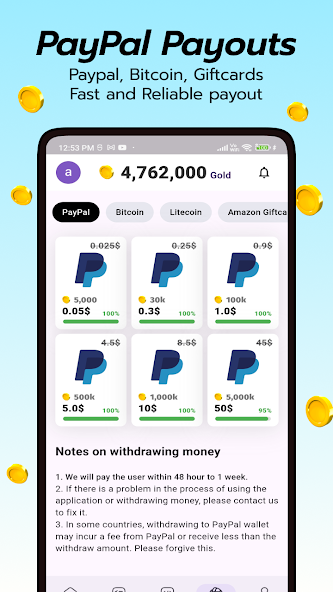 PayPal Payouts
Paypal, Bitcoin, Giftcards
Fast and Reliable payout
12:53 PM
a
4,762,000 Gold
PayPal Bitcoin Litecoin Amazon Giftca
0.025$ 0.25$ 0.9$
5,000 30k 100k
0.05$ 100% 0.3$ 100% 1.0$ 100%
4.5$ 8.5$ 45$
500k 1,000k 5,000k
5.0$ 100% 10$ 100% 50$ 95%
Notes on withdrawing money
1. We will pay the user within 48 hour to 1 week.
2. If there is a problem in the process of using the
application or withdrawing money, please contact us
to fix it.
3. In some countries, withdrawing to PayPal wallet
may incur a fee from PayPal or receive less than the
withdraw amount. Please forgive this.